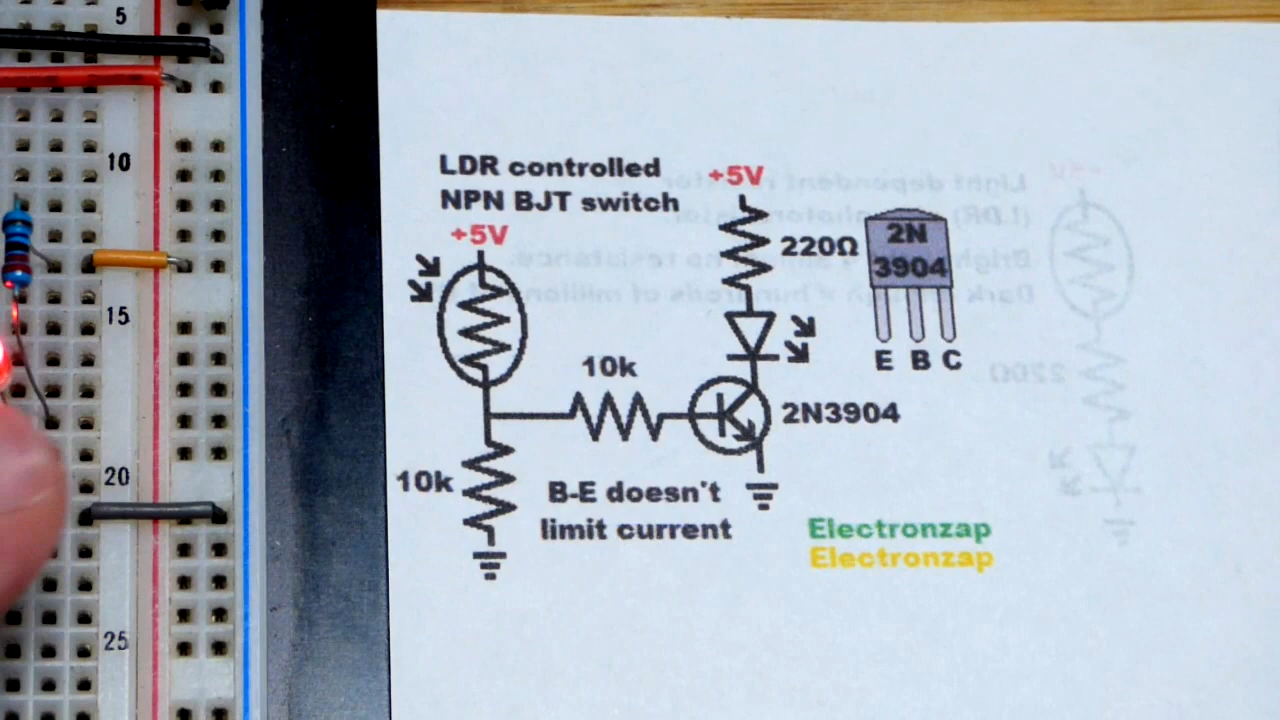 5
10
15
20
25
LDR controlled
NPN BJT switch
+5V
+5V
220Ω
2N
3904
E B C
10k
2N3904
10k
B-E doesn't
limit current
Electronzap
Electronzap